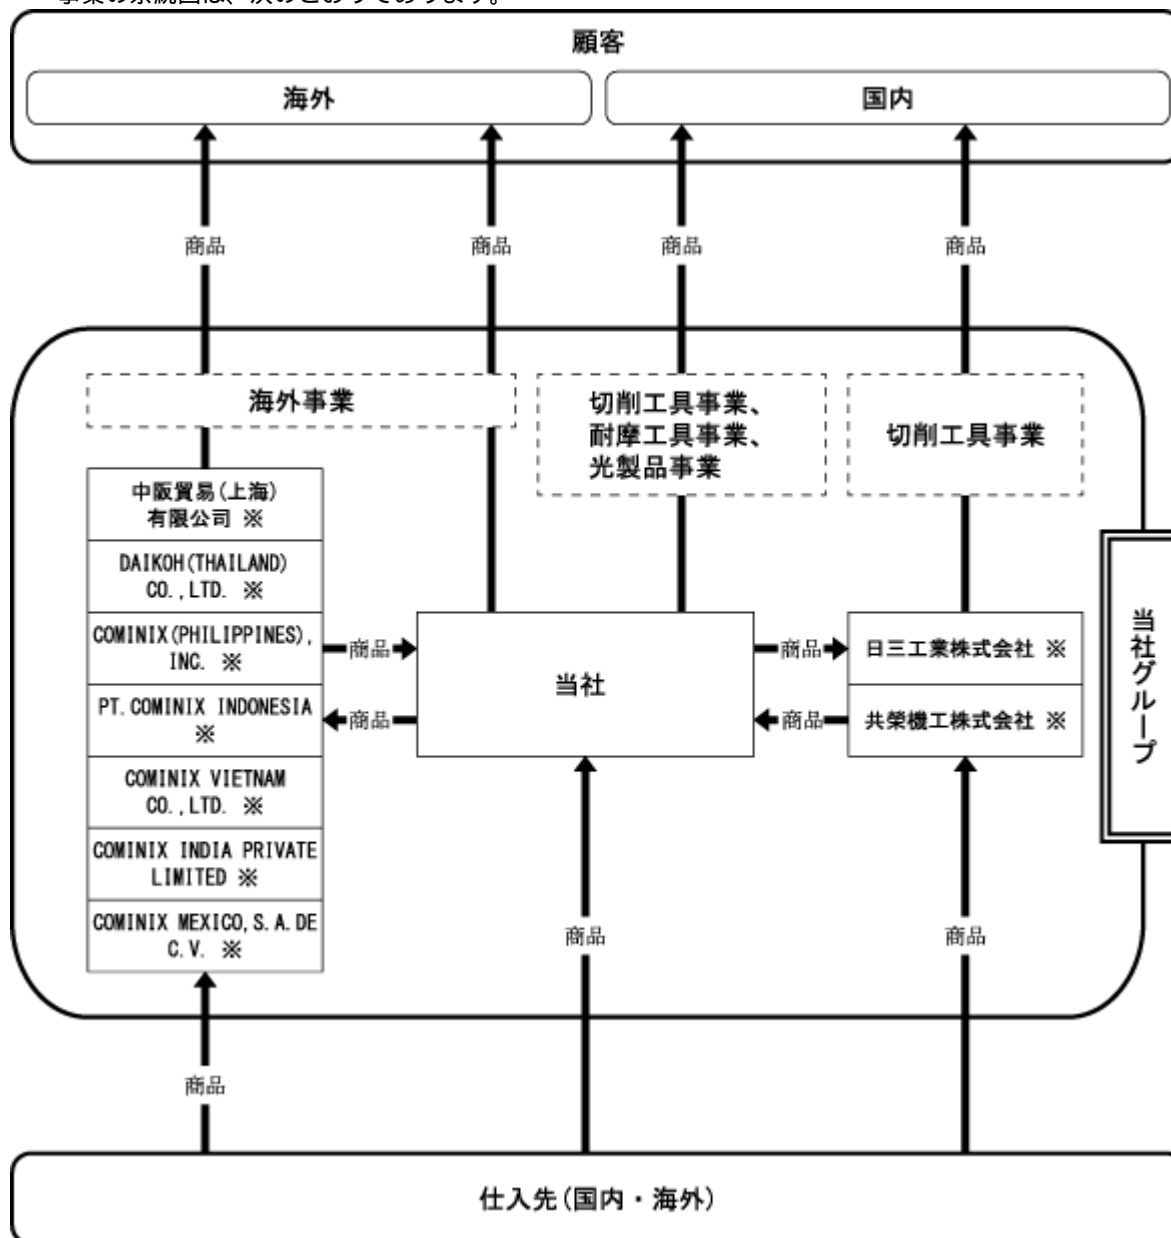 事業の系統図は、次のとおりであります。
顧客
海外
国内
商品
商品
商品
商品
海外事業
切削工具事業、
耐摩工具事業、
光製品事業
切削工具事業
中阪貿易(上海)
有限公司 ※
DAIKOH(THAILAND)
CO.,LTD. ※
COMINIX(PHILIPPINES),
INC. ※
PT.COMINIX INDONESIA
※
COMINIX VIETNAM
CO.,LTD. ※
COMINIX INDIA PRIVATE
LIMITED ※
COMINIX MEXICO,S.A.DE
C.V. ※
商品
商品
当社
商品
商品
日三工業株式会社 ※
共榮機工株式会社 ※
当社グループ
商品
商品
商品
仕入先(国内・海外)